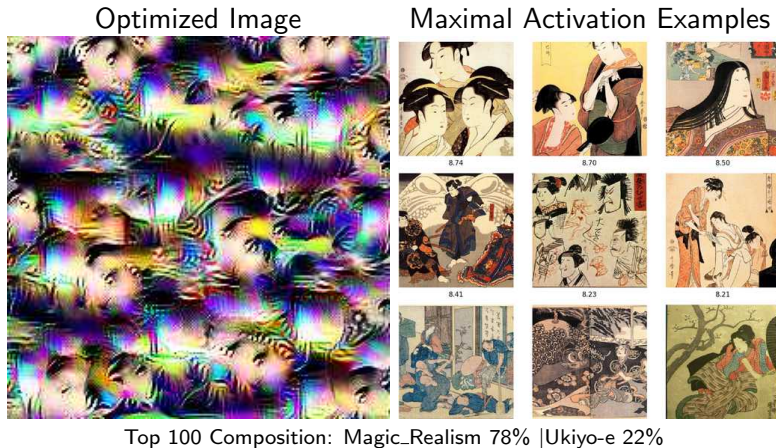 Optimized Image
Maximal Activation Examples
8.74
8.70
8.50
8.41
8.23
8.21
Top 100 Composition: Magic_Realism 78% |Ukiyo-e 22%